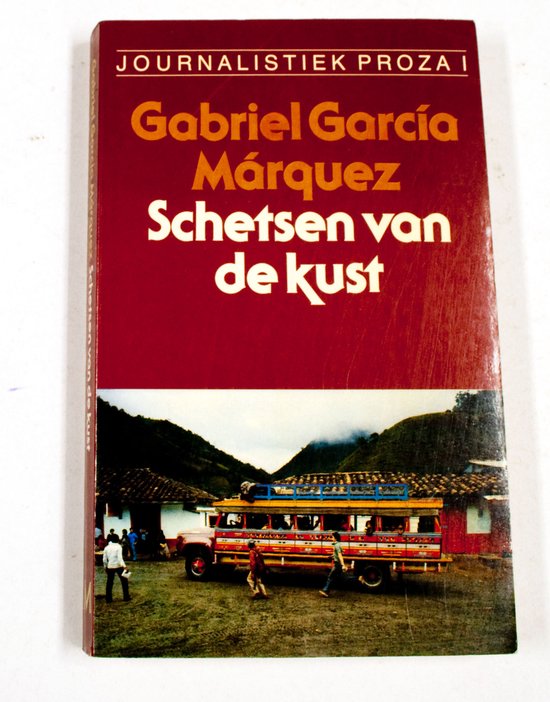 JOURNALISTIEK PROZA I
Gabriel García
Márquez
Schetsen van
de kust